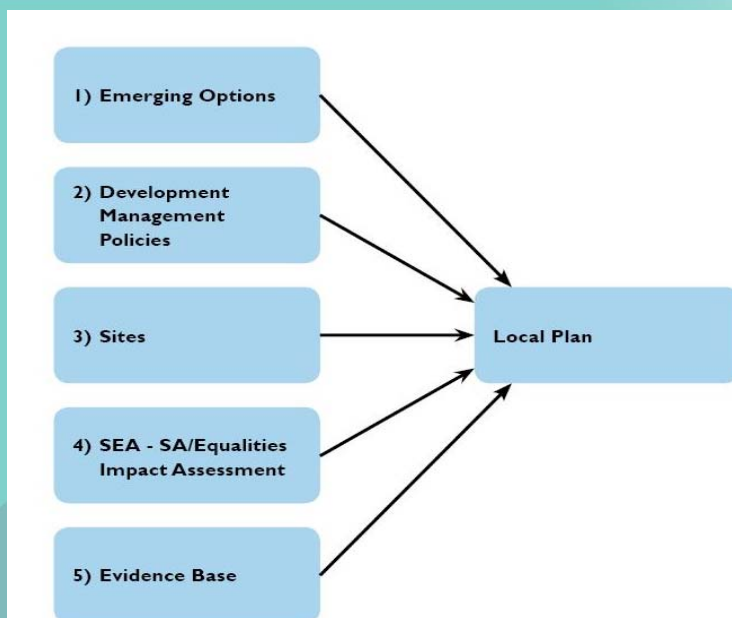 1) Emerging Options
2) Development
Management
Policies
3) Sites
Local Plan
4) SEA - SA/Equalities
Impact Assessment
5) Evidence Base